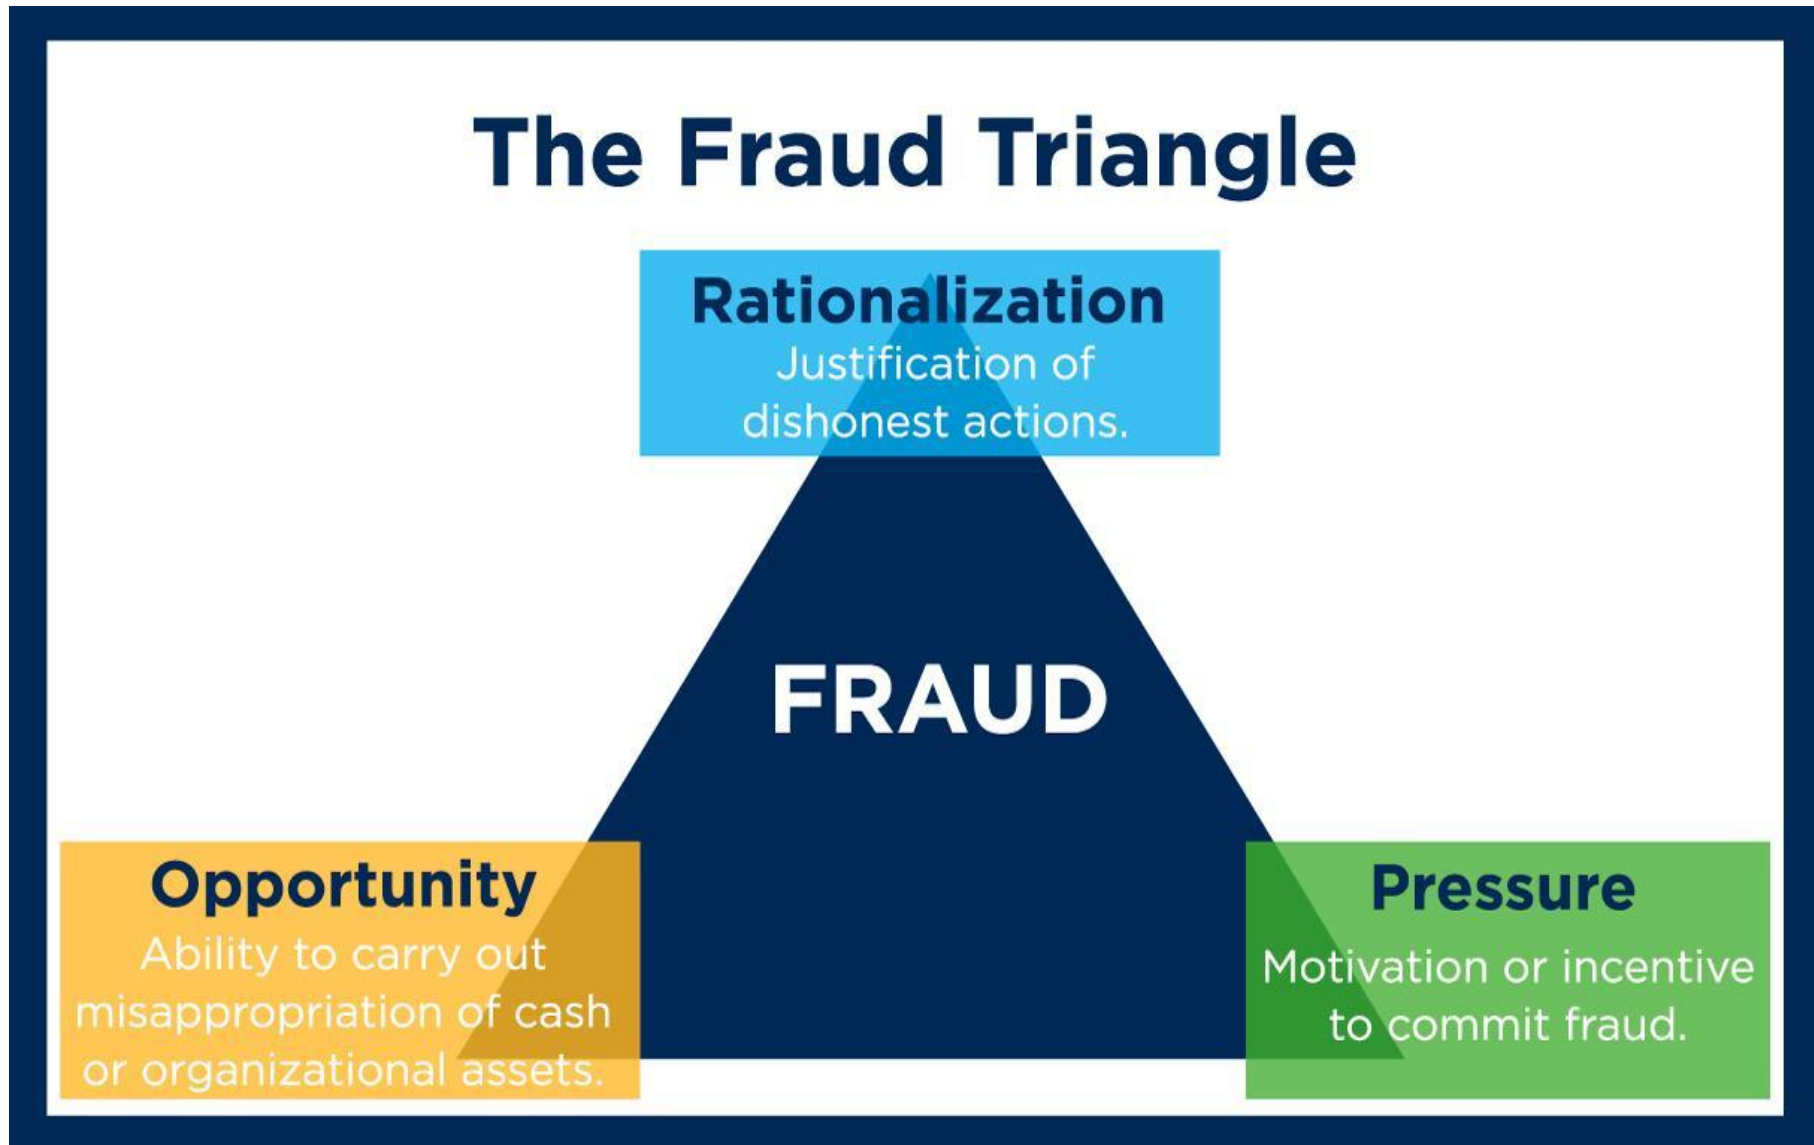 The Fraud Triangle
Rationalization
Justification of
dishonest actions.
FRAUD
Opportunity
Ability to carry out
misappropriation of cash
or organizational assets.
Pressure
Motivation or incentive
to commit fraud.